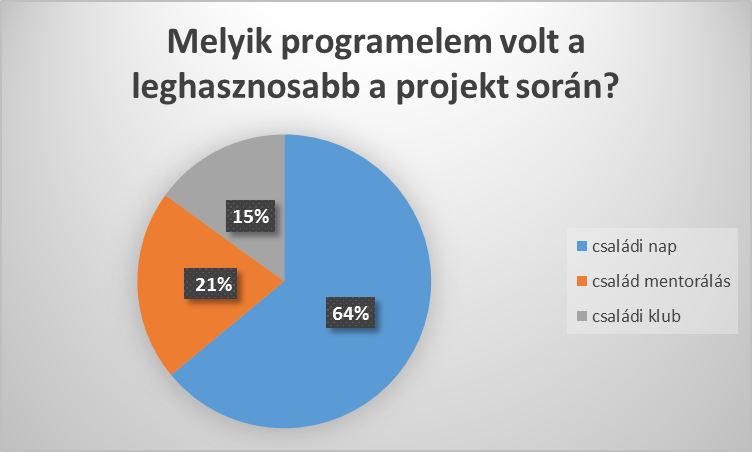 Melyik programelem volt a
leghasznosabb a projekt során?
15%
21%
64%
családi nap
család mentorálás
családi klub